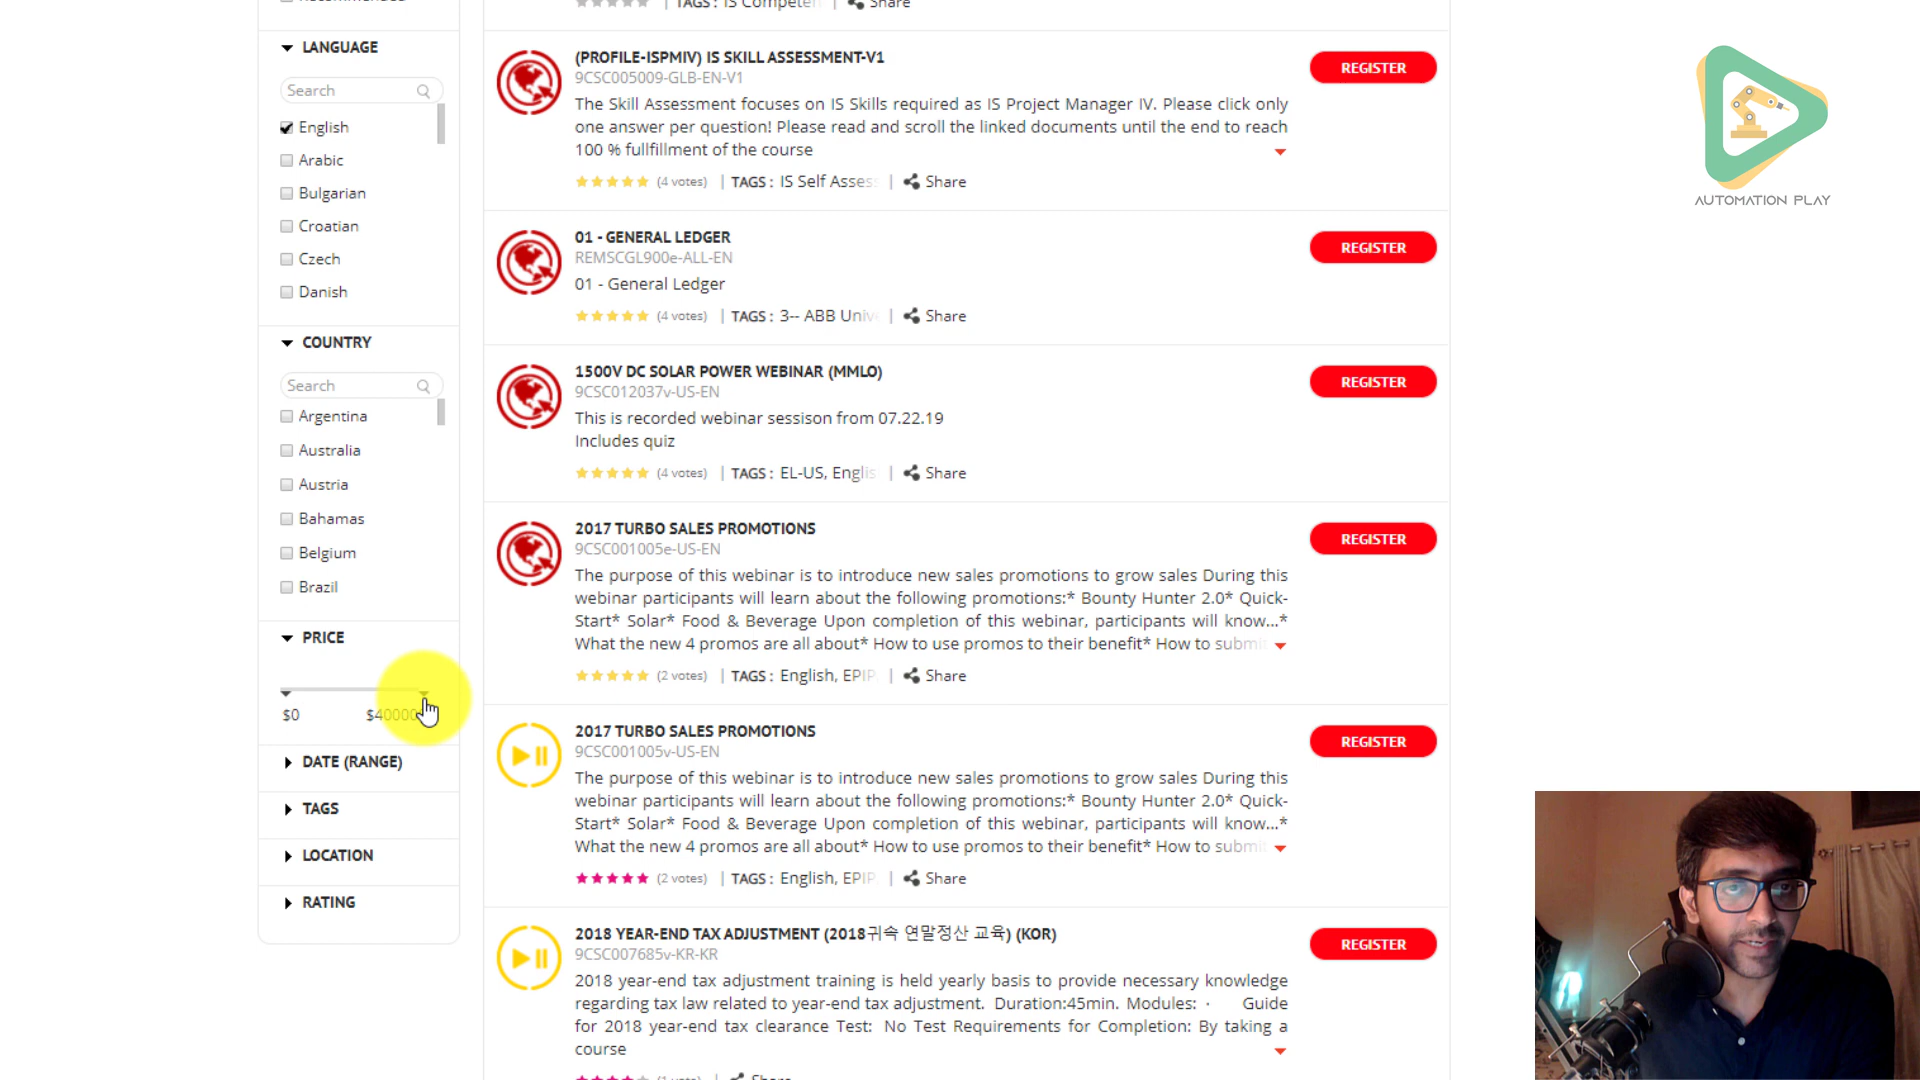 Share
LANGUAGE
Search
English
Arabic
Bulgarian
Croatian
Czech
Danish
COUNTRY
Search
Argentina
Australia
Austria
Bahamas
Belgium
Brazil
PRICE
$0
$40000
DATE (RANGE)
TAGS
LOCATION
RATING
(PROFILE-ISPMIV) IS SKILL ASSESSMENT-V1
9CSC005009-GLB-EN-V1
The Skill Assessment focuses on IS Skills required as IS Project Manager IV. Please click only
one answer per question! Please read and scroll the linked documents until the end to reach
100 % fullfillment of the course
(4 votes) | TAGS : IS Self Assess | Share
REGISTER
01 - GENERAL LEDGER
REMSCGL900e-ALL-EN
01 - General Ledger
(4 votes) | TAGS : 3-- ABB Unive | Share
REGISTER
1500V DC SOLAR POWER WEBINAR (MMLO)
9CSC012037v-US-EN
This is recorded webinar sessison from 07.22.19
Includes quiz
(4 votes) | TAGS : EL-US, Englis | Share
REGISTER
2017 TURBO SALES PROMOTIONS
9CSC001005e-US-EN
The purpose of this webinar is to introduce new sales promotions to grow sales During this
webinar participants will learn about the following promotions:* Bounty Hunter 2.0* Quick-
Start* Solar* Food & Beverage Upon completion of this webinar, participants will know...*
What the new 4 promos are all about* How to use promos to their benefit* How to submi
(2 votes) | TAGS : English, EPIP | Share
REGISTER
2017 TURBO SALES PROMOTIONS
9CSC001005v-US-EN
The purpose of this webinar is to introduce new sales promotions to grow sales During this
webinar participants will learn about the following promotions:* Bounty Hunter 2.0* Quick-
Start* Solar* Food & Beverage Upon completion of this webinar, participants will know...*
What the new 4 promos are all about* How to use promos to their benefit* How to submi
(2 votes) | TAGS : English, EPIP | Share
REGISTER
2018 YEAR-END TAX ADJUSTMENT (2018귀속 연말정산 교육) (KOR)
9CSC007685v-KR-KR
2018 year-end tax adjustment training is held yearly basis to provide necessary knowledge
regarding tax law related to year-end tax adjustment. Duration:45min. Modules: · Guide
for 2018 year-end tax clearance Test: No Test Requirements for Completion: By taking a
course
REGISTER
AUTOMATION PLAY